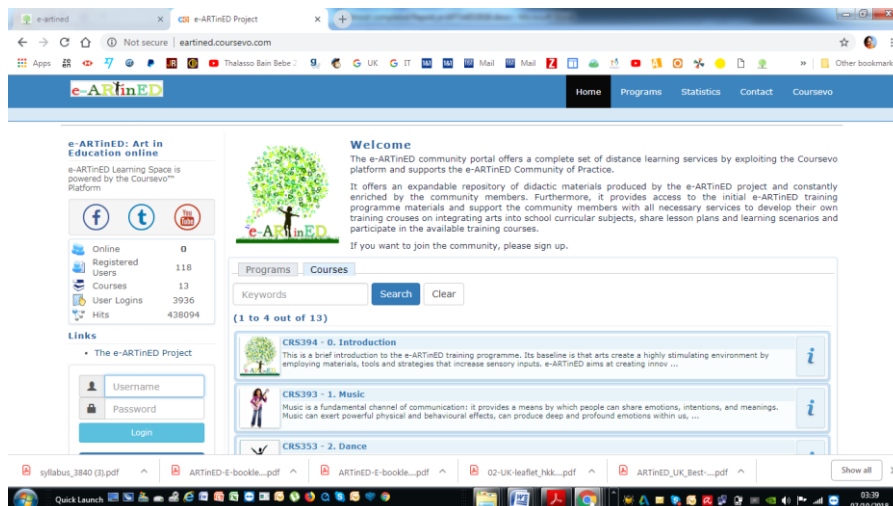 e-artined
e-ARTinED Project
Not secure | eartined.coursevo.com
Apps
Thalasso Bain Bebe
UK
IT
Mail
Mail
Other bookmark
e-ARTinED
Home Programs Statistics Contact Coursevo
e-ARTinED: Art in
Education online
e-ARTinED Learning Space is
powered by the Coursevo™
Platform
Online 0
Registered
Users 118
Courses 13
User Logins 3936
Hits 438094
Links
The e-ARTinED Project
Username
Password
Login
e-ARTinED
Welcome
The e-ARTinED community portal offers a complete set of distance learning services by exploiting the Coursevo
platform and supports the e-ARTinED Community of Practice.
It offers an expandable repository of didactic materials produced by the e-ARTinED project and constantly
enriched by the community members. Furthermore, it provides access to the initial e-ARTinED training
programme materials and support the community members with all necessary services to develop their own
training crouses on integrating arts into school curricular subjects, share lesson plans and learning scenarios and
participate in the available training courses.
If you want to join the community, please sign up.
Programs Courses
Keywords Search Clear
(1 to 4 out of 13)
CRS394 - 0. Introduction
This is a brief introduction to the e-ARTinED training programme. Its baseline is that arts create a highly stimulating environment by
employing materials, tools and strategies that increase sensory inputs. e-ARTinED aims at creating innov ...
CRS393 - 1. Music
Music is a fundamental channel of communication: it provides a means by which people can share emotions, intentions, and meanings.
Music can exert powerful physical and behavioural effects, can produce deep and profound emotions within us, ...
CRS353 - 2. Dance
syllabus_3840 (3).pdf
ARTinED-E-bookle....pdf
ARTinED-E-bookle....pdf
02-UK-leaflet_hkk....pdf
ARTinED_UK_Best-....pdf
Show all
Quick Launch
03:39